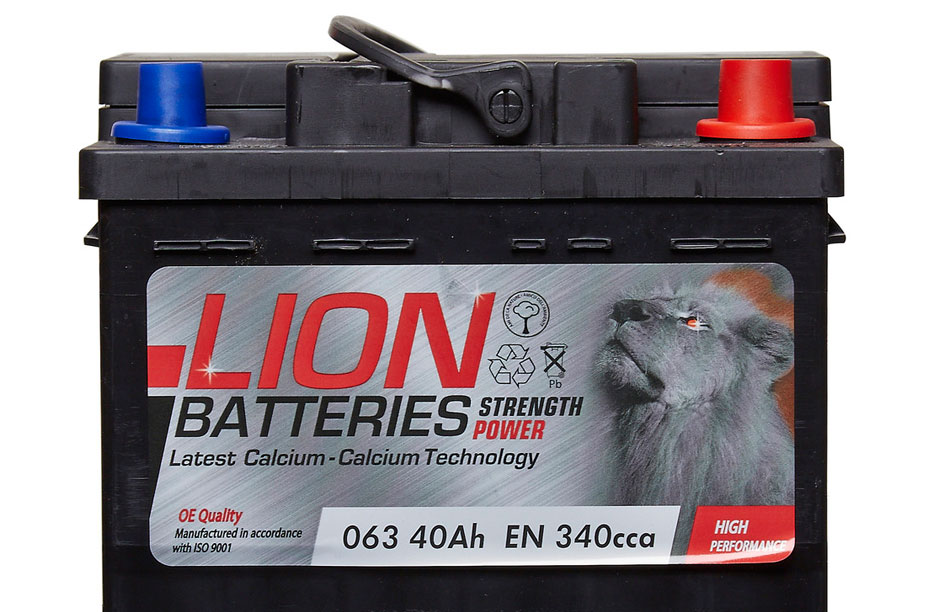 LION
BATTERIES
STRENGTH
POWER
Pb
Latest Calcium - Calcium Technology
OE Quality
Manufactured in accordance
with ISO 9001
063 40Ah EN 340cca
HIGH
PERFORMANCE